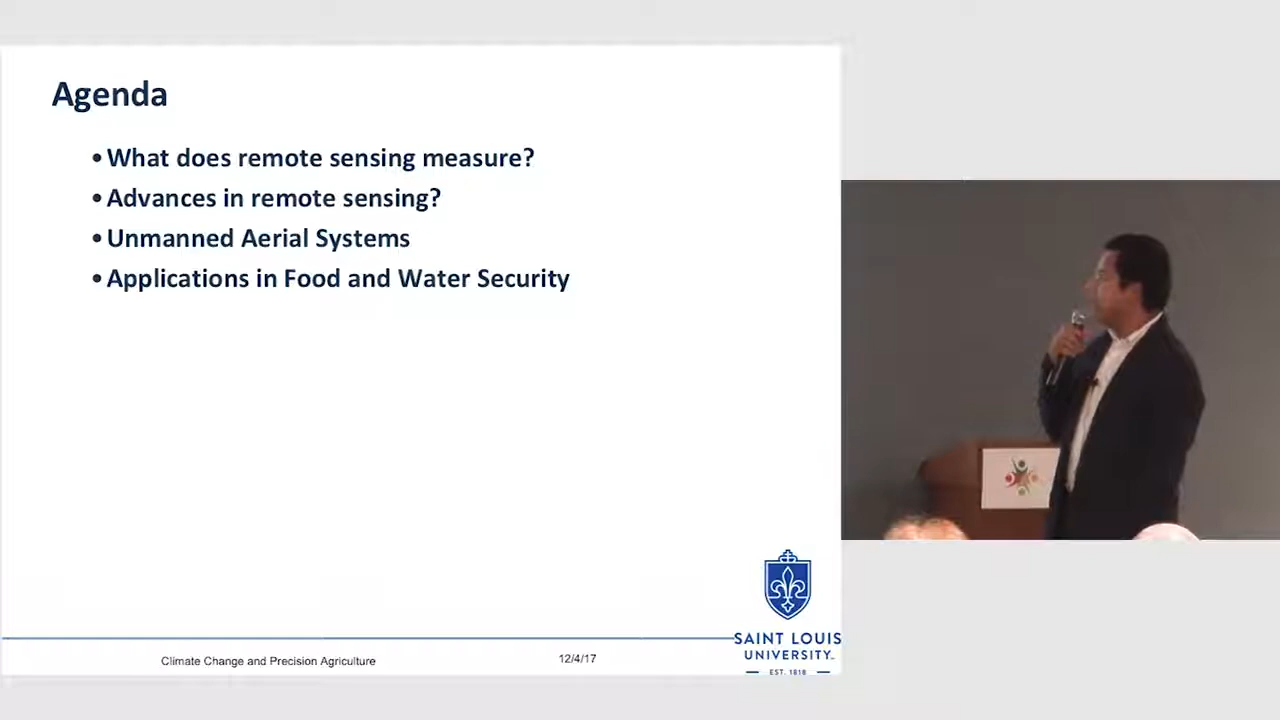 Agenda
•What does remote sensing measure?
•Advances in remote sensing?
•Unmanned Aerial Systems
•Applications in Food and Water Security
Climate Change and Precision Agriculture
12/4/17
SAINT LOUIS
UNIVERSITY™
EST. 1818